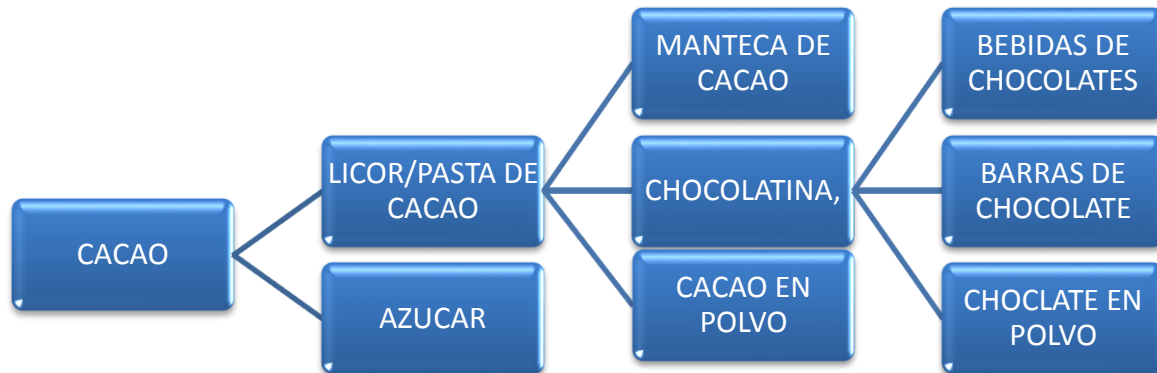 CACAO
LICOR/PASTA DE
CACAO
AZUCAR
MANTECA DE
CACAO
CHOCOLATINA,
CACAO EN
POLVO
BEBIDAS DE
CHOCOLATES
BARRAS DE
CHOCOLATE
CHOCLATE EN
POLVO